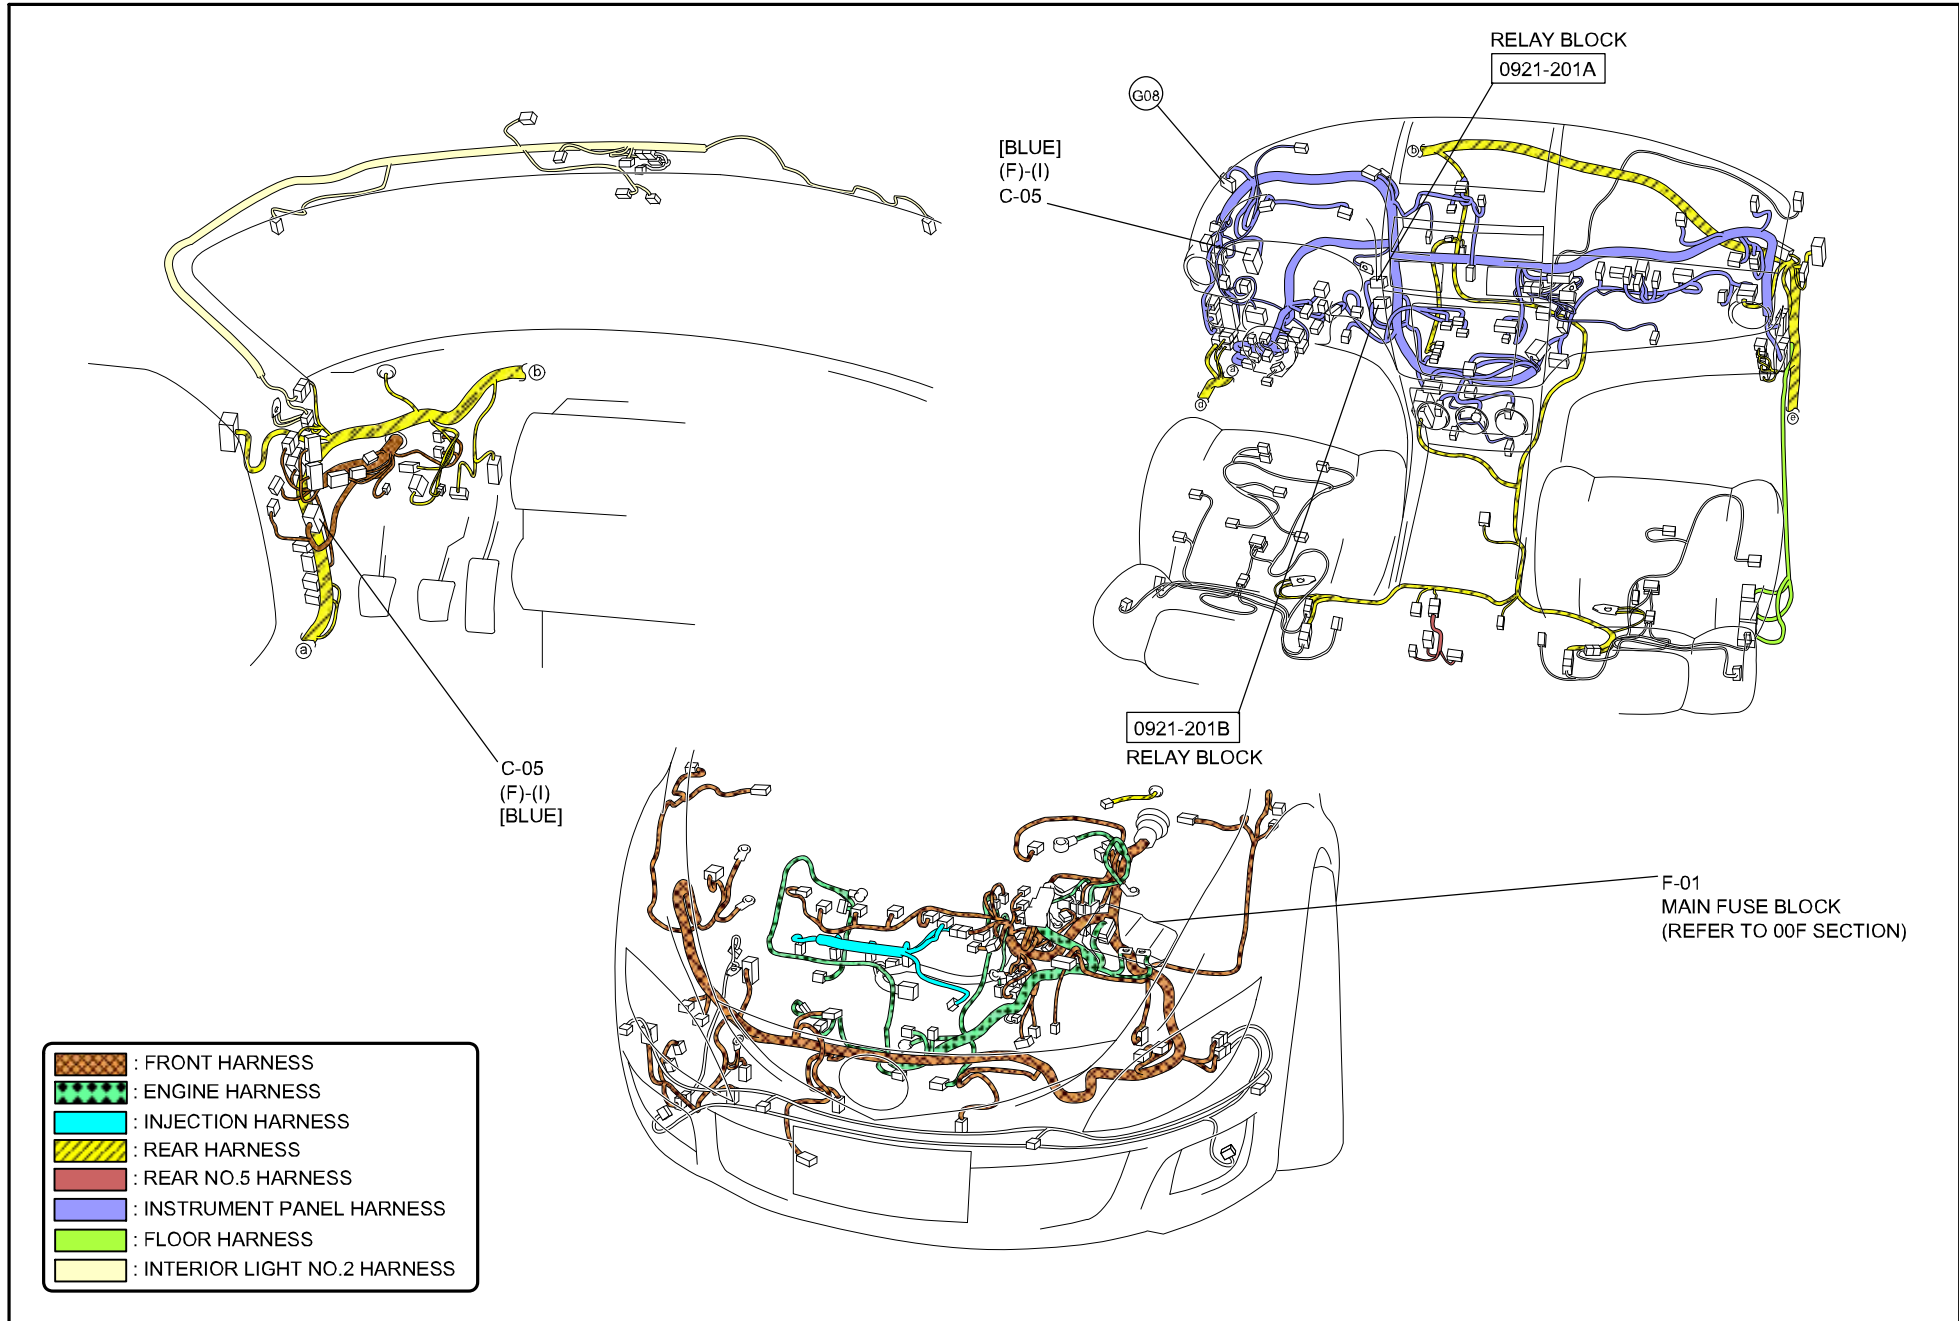 RELAY BLOCK
0921-201A
G08
[BLUE]
(F)-(I)
C-05
b
b
a
d
e
a
C-05
(F)-(I)
[BLUE]
0921-201B
RELAY BLOCK
F-01
MAIN FUSE BLOCK
(REFER TO 00F SECTION)
: FRONT HARNESS
: ENGINE HARNESS
: INJECTION HARNESS
: REAR HARNESS
: REAR NO.5 HARNESS
: INSTRUMENT PANEL HARNESS
: FLOOR HARNESS
: INTERIOR LIGHT NO.2 HARNESS